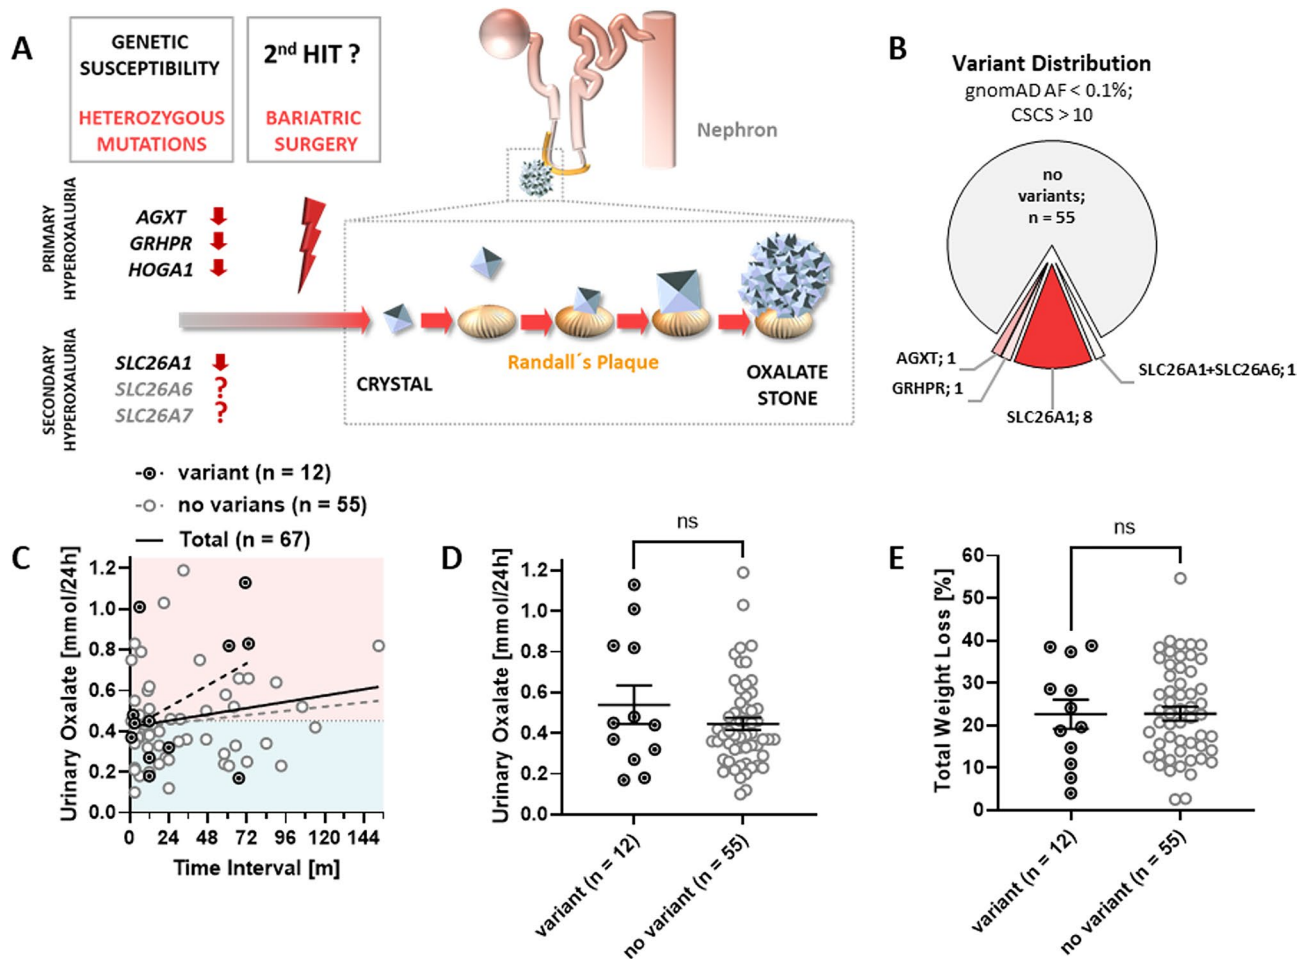 A
GENETIC
SUSCEPTIBILITY
HETEROZYGOUS
MUTATIONS
2nd HIT ?
BARIATRIC
SURGERY
Nephron
PRIMARY
HYPEROXALURIA
AGXT
GRHPR
HOGA1
SECONDARY
HYPEROXALURIA
SLC26A1
SLC26A6 ?
SLC26A7 ?
CRYSTAL
Randall´s Plaque
OXALATE
STONE
B
Variant Distribution
gnomAD AF < 0.1%;
CSCS > 10
no
variants;
n = 55
AGXT; 1
GRHPR; 1
SLC26A1; 8
SLC26A1+SLC26A6; 1
variant (n = 12)
no varians (n = 55)
Total (n = 67)
C
Urinary Oxalate [mmol/24h]
1.2
1.0
0.8
0.6
0.4
0.2
0.0
0 24 48 72 96 120 144
Time Interval [m]
D
ns
Urinary Oxalate [mmol/24h]
1.2
1.0
0.8
0.6
0.4
0.2
0.0
variant (n = 12)
no variant (n = 55)
E
ns
Total Weight Loss [%]
60
50
40
30
20
10
0
variant (n = 12)
no variant (n = 55)